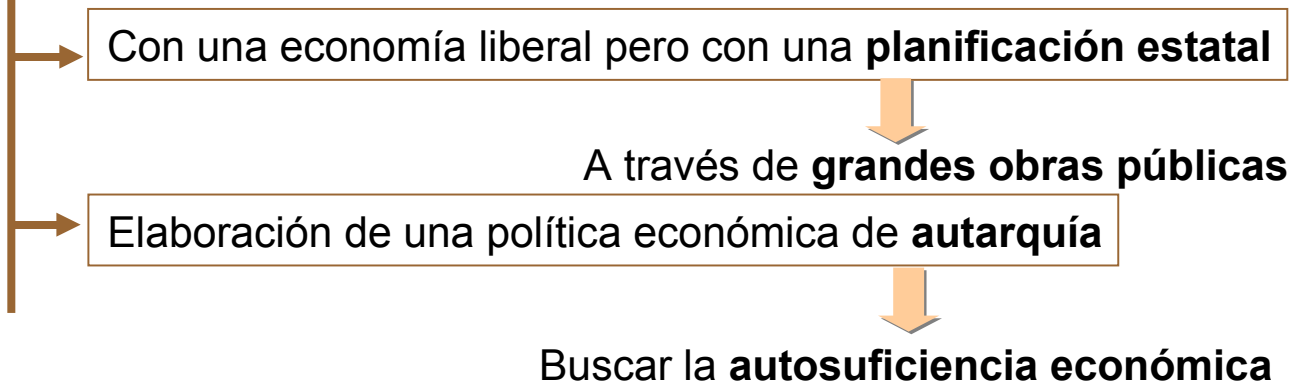 Con una economía liberal pero con una planificación estatal
A través de grandes obras públicas
Elaboración de una política económica de autarquía
Buscar la autosuficiencia económica